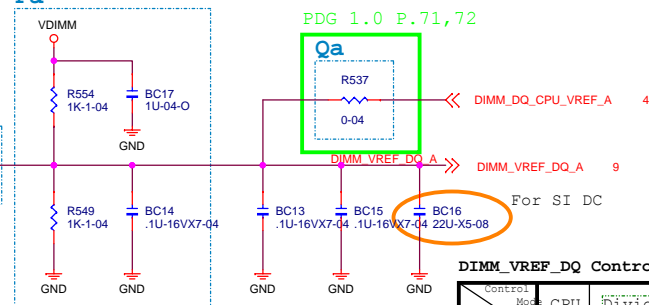 VDIMM
PDG 1.0 P.71,72
Qa
R554
1K-1-04
BC17
1U-04-O
R537
0-04
DIMM_DQ_CPU_VREF_A 4
GND
DIMM_VREF_DQ_A
DIMM_VREF_DQ_A 9
R549
1K-1-04
BC14
.1U-16VX7-04
BC13
.1U-16VX7-04
BC15
.1U-16VX7-04
BC16
22U-X5-08
For SI DC
GND
GND
GND
GND
GND
DIMM_VREF_DQ Contro
Control
Mode
CPU
Divid